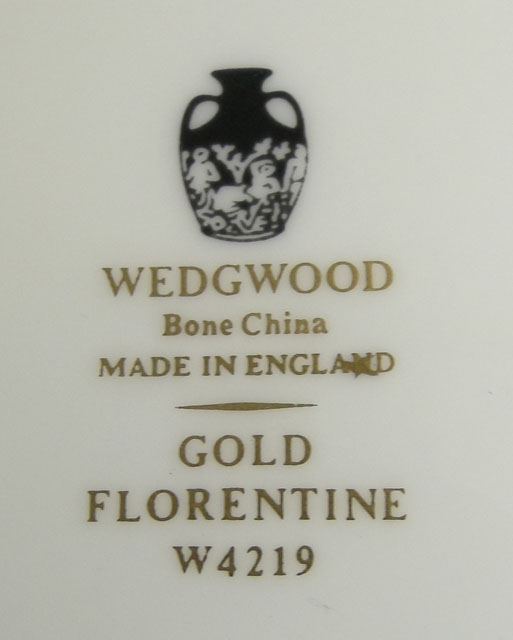 WEDGWOOD
Bone China
MADE IN ENGLAND
GOLD
FLORENTINE
W4219